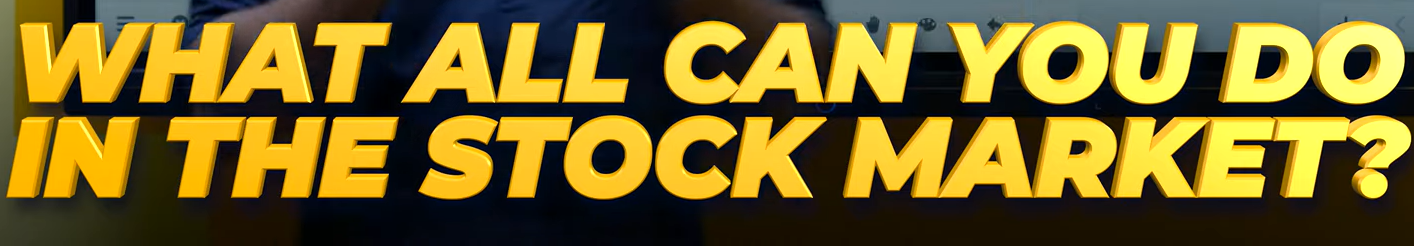 WHAT ALL CAN YOU DO
IN THE STOCK MARKET?